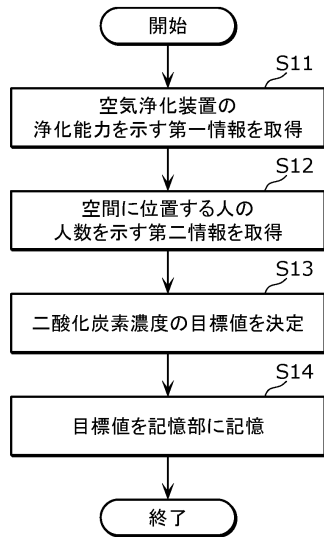 開始
S11
空気浄化装置の
浄化能力を示す第一情報を取得
S12
空間に位置する人の
人数を示す第二情報を取得
S13
二酸化炭素濃度の目標値を決定
S14
目標値を記憶部に記憶
終了